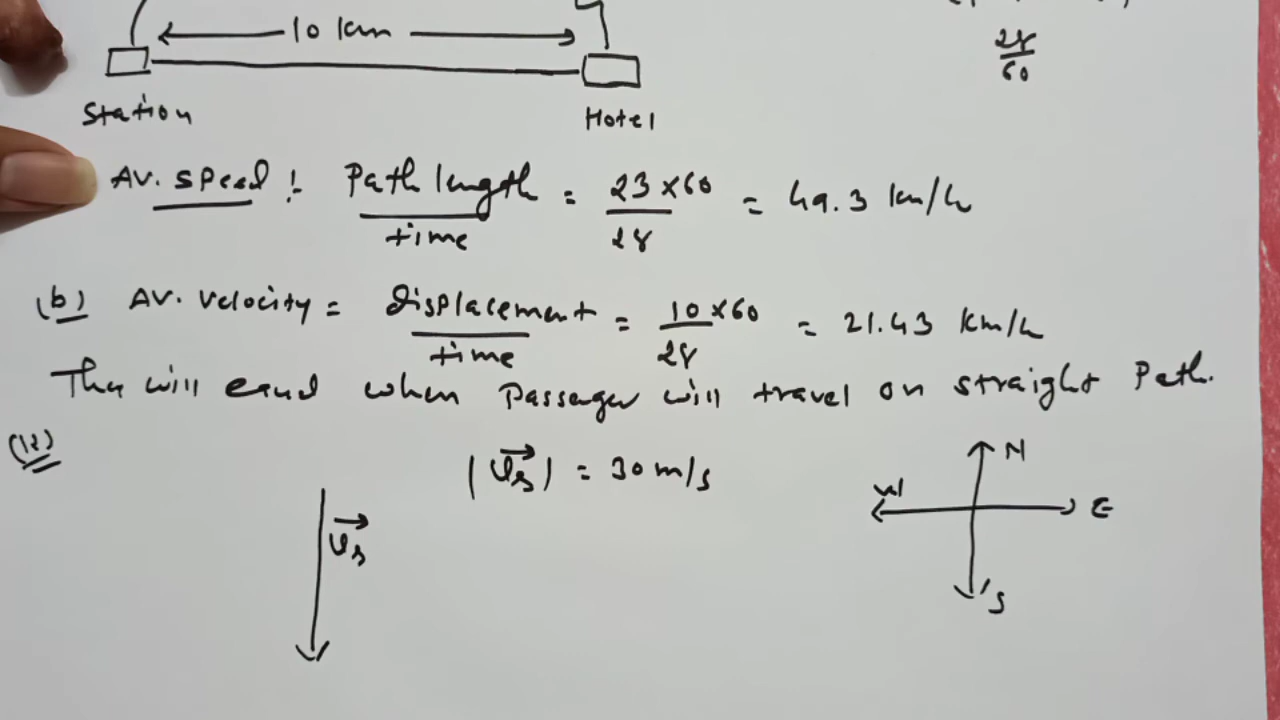 10 km
28
60
Station
Hotel
Av. speed :- Path length / time = 23×60 / 28 = 49.3 km/h
(b) Av. velocity = displacement / time = 10×60 / 28 = 21.43 km/h
They will equal when Passenger will travel on straight Path.
(12)
|v⃗s| = 30 m/s
N
W
E
v⃗s
S